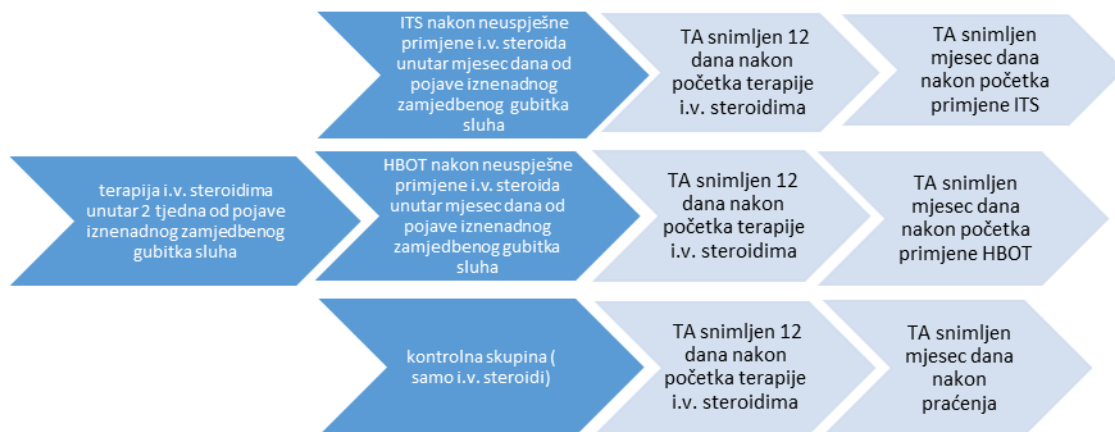 ITS nakon neuspješne
primjene i.v. steroida
unutar mjesec dana od
pojave iznenadnog
zamjedbenog gubitka
sluha
TA snimljen 12
dana nakon
početka terapije
i.v. steroidima
TA snimljen
mjesec dana
nakon početka
primjene ITS
terapija i.v. steroidima
unutar 2 tjedna od pojave
iznenadnog zamjedbenog
gubitka sluha
HBOT nakon neuspješne
primjene i.v. steroida
unutar mjesec dana od
pojave iznenadnog
zamjedbenog gubitka
sluha
TA snimljen 12
dana nakon
početka terapije
i.v. steroidima
TA snimljen
mjesec dana
nakon početka
primjene HBOT
kontrolna skupina (
samo i.v. steroidi)
TA snimljen 12
dana nakon
početka terapije
i.v. steroidima
TA snimljen
mjesec dana
nakon
praćenja